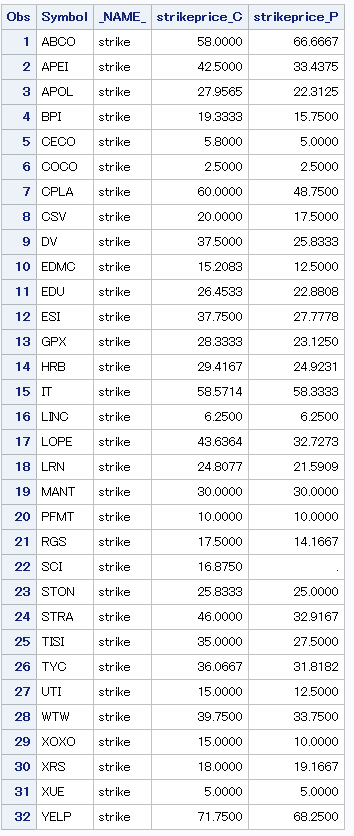 Obs Symbol _NAME_ strikeprice_C strikeprice_P
1 ABCO strike 58.0000 66.6667
2 APEI strike 42.5000 33.4375
3 APOL strike 27.9565 22.3125
4 BPI strike 19.3333 15.7500
5 CECO strike 5.8000 5.0000
6 COCO strike 2.5000 2.5000
7 CPLA strike 60.0000 48.7500
8 CSV strike 20.0000 17.5000
9 DV strike 37.5000 25.8333
10 EDMC strike 15.2083 12.5000
11 EDU strike 26.4533 22.8808
12 ESI strike 37.7500 27.7778
13 GPX strike 28.3333 23.1250
14 HRB strike 29.4167 24.9231
15 IT strike 58.5714 58.3333
16 LINC strike 6.2500 6.2500
17 LOPE strike 43.6364 32.7273
18 LRN strike 24.8077 21.5909
19 MANT strike 30.0000 30.0000
20 PFMT strike 10.0000 10.0000
21 RGS strike 17.5000 14.1667
22 SCI strike 16.8750 .
23 STON strike 25.8333 25.0000
24 STRA strike 46.0000 32.9167
25 TISI strike 35.0000 27.5000
26 TYC strike 36.0667 31.8182
27 UTI strike 15.0000 12.5000
28 WTW strike 39.7500 33.7500
29 XOXO strike 15.0000 10.0000
30 XRS strike 18.0000 19.1667
31 XUE strike 5.0000 5.0000
32 YELP strike 71.7500 68.2500